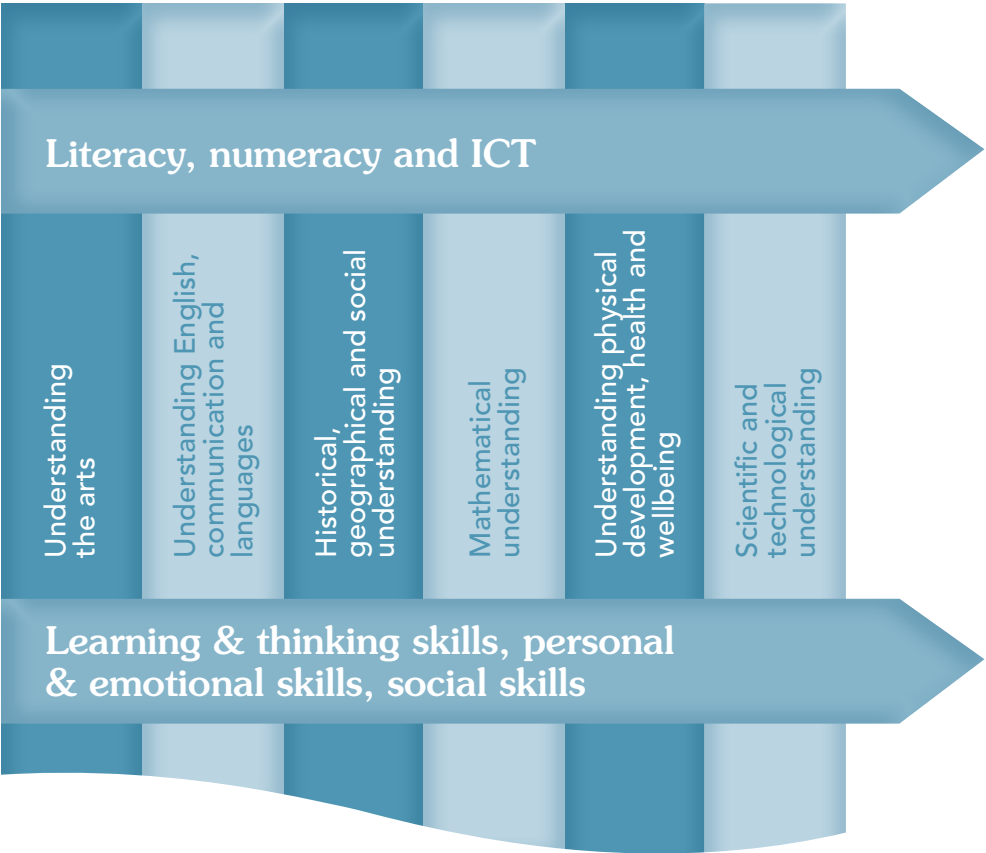 Literacy, numeracy and ICT
Understanding
the arts
Understanding English,
communication and
languages
Historical,
geographical and social
understanding
Mathematical
understanding
Understanding physical
development, health and
wellbeing
Scientific and
technological
understanding
Learning & thinking skills, personal
& emotional skills, social skills